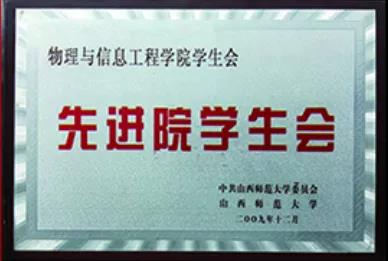 物理与信息工程学院学生会
先进院学生会
中共山西师范大学委员会
山西师范大学
二〇〇九年十二月